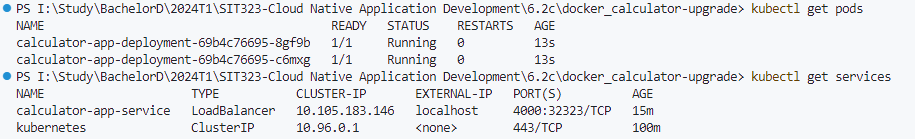 PS I:\Study\BachelorD\2024T1\SIT323-Cloud Native Application Development\6.2c\docker_calculator-upgrade> kubectl get pods
NAME READY STATUS RESTARTS AGE
calculator-app-deployment-69b4c76695-8gf9b 1/1 Running 0 13s
calculator-app-deployment-69b4c76695-c6mxg 1/1 Running 0 13s
PS I:\Study\BachelorD\2024T1\SIT323-Cloud Native Application Development\6.2c\docker_calculator-upgrade> kubectl get services
NAME TYPE CLUSTER-IP EXTERNAL-IP PORT(S) AGE
calculator-app-service LoadBalancer 10.105.183.146 localhost 4000:32323/TCP 15m
kubernetes ClusterIP 10.96.0.1 <none> 443/TCP 100m